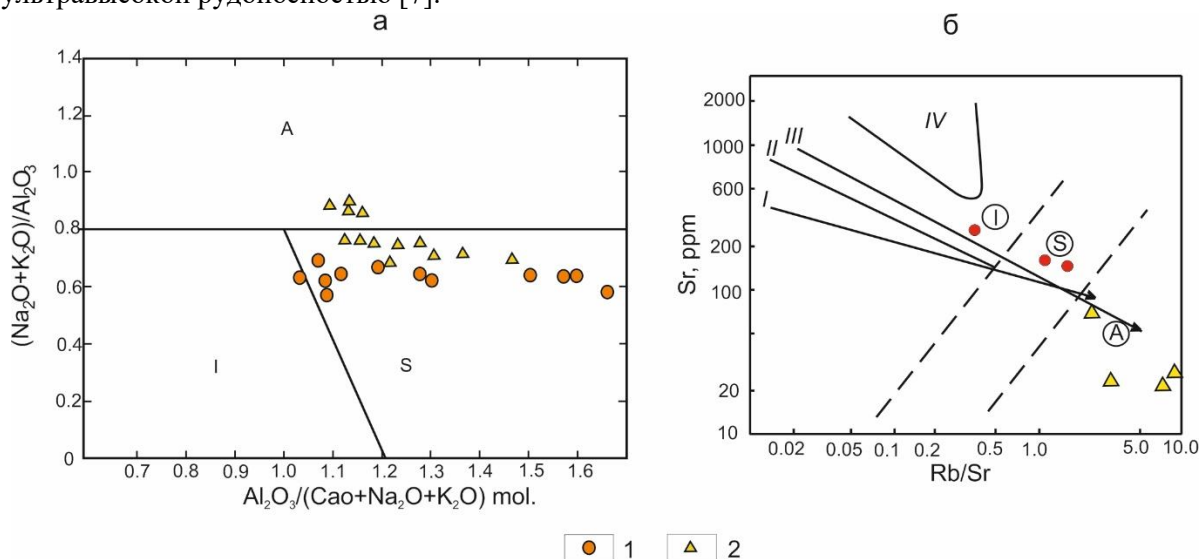 ультравысокой рудоносностью [7].
а
б
1.4
1.2
1.0
0.8
0.6
0.4
0.2
0
(Na₂O+K₂O)/Al₂O₃
A
I
S
0.7 0.8 0.9 1.0 1.1 1.2 1.3 1.4 1.5 1.6
Al₂O₃/(Cao+Na₂O+K₂O) mol.
2000
1000
600
200
100
20
10
Sr, ppm
IV
III
II
I
I
S
A
0.02 0.05 0.1 0.2 0.5 1.0 5.0 10.0
Rb/Sr
1 2